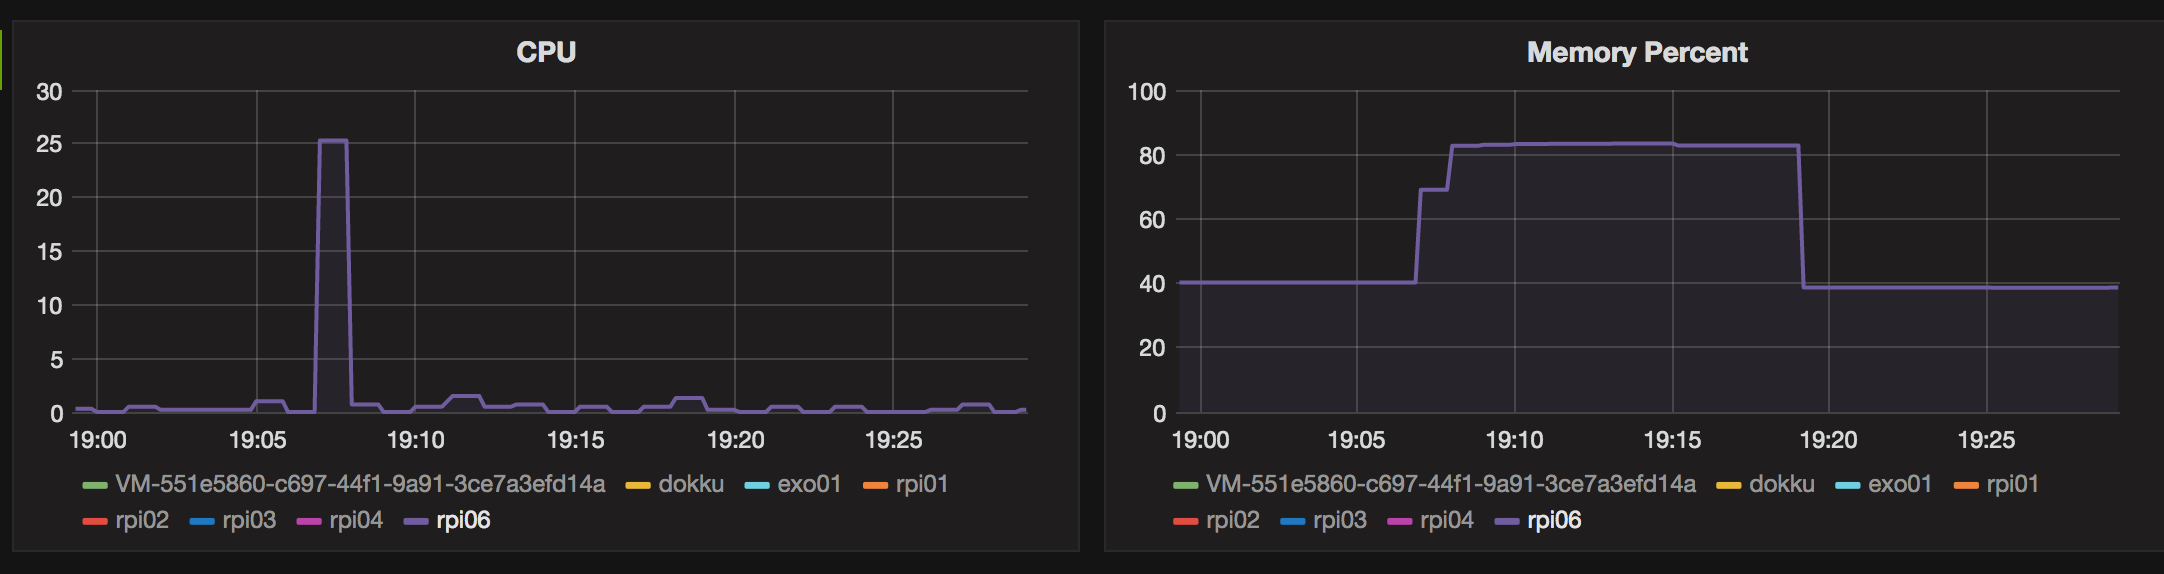 CPU
30
25
20
15
10
5
0
19:00 19:05 19:10 19:15 19:20 19:25
VM-551e5860-c697-44f1-9a91-3ce7a3efd14a dokku exo01 rpi01
rpi02 rpi03 rpi04 rpi06
Memory Percent
100
80
60
40
20
0
19:00 19:05 19:10 19:15 19:20 19:25
VM-551e5860-c697-44f1-9a91-3ce7a3efd14a dokku exo01 rpi01
rpi02 rpi03 rpi04 rpi06